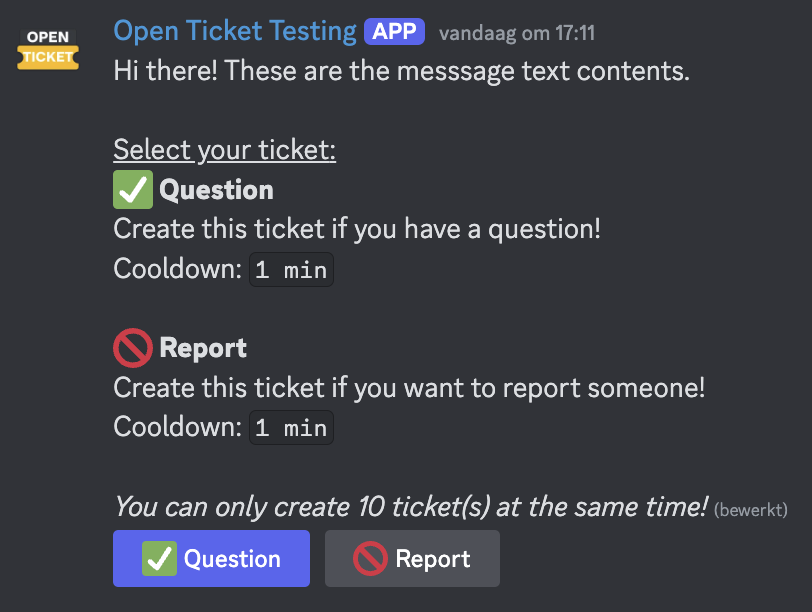 OPEN
TICKET
Open Ticket Testing APP vandaag om 17:11
Hi there! These are the messsage text contents.
Select your ticket:
✅ Question
Create this ticket if you have a question!
Cooldown: 1 min
🚫 Report
Create this ticket if you want to report someone!
Cooldown: 1 min
You can only create 10 ticket(s) at the same time! (bewerkt)
✅ Question 🚫 Report